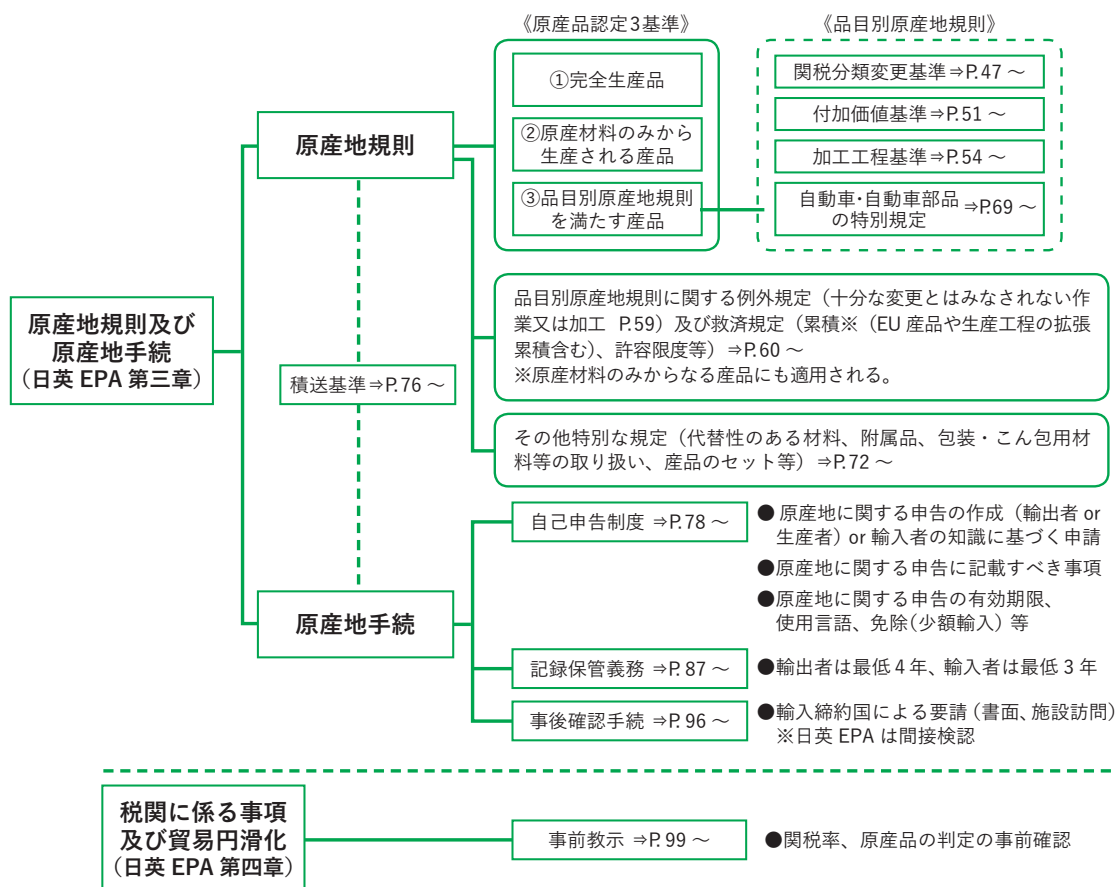 《原産品認定3基準》
《品目別原産地規則》
①完全生産品
②原産材料のみから
生産される産品
③品目別原産地規則
を満たす産品
関税分類変更基準⇒P.47 ～
付加価値基準⇒P.51 ～
加工工程基準⇒P.54 ～
自動車・自動車部品
の特別規定
⇒P.69 ～
原産地規則
原産地規則及び
原産地手続
（日英 EPA 第三章）
積送基準⇒P.76 ～
品目別原産地規則に関する例外規定（十分な変更とはみなされない作
業又は加工 P.59）及び救済規定（累積※（EU 産品や生産工程の拡張
累積含む）、許容限度等）⇒P.60 ～
※原産材料のみからなる産品にも適用される。
その他特別な規定（代替性のある材料、附属品、包装・こん包用材
料等の取り扱い、産品のセット等）⇒P.72 ～
原産地手続
自己申告制度 ⇒P.78 ～
●原産地に関する申告の作成（輸出者 or
生産者）or 輸入者の知識に基づく申請
●原産地に関する申告に記載すべき事項
●原産地に関する申告の有効期限、
使用言語、免除（少額輸入）等
記録保管義務 ⇒P. 87 ～
●輸出者は最低 4 年、輸入者は最低 3 年
事後確認手続 ⇒P. 96 ～
●輸入締約国による要請（書面、施設訪問）
※日英 EPA は間接検認
税関に係る事項
及び貿易円滑化
（日英 EPA 第四章）
事前教示 ⇒P. 99 ～
●関税率、原産品の判定の事前確認